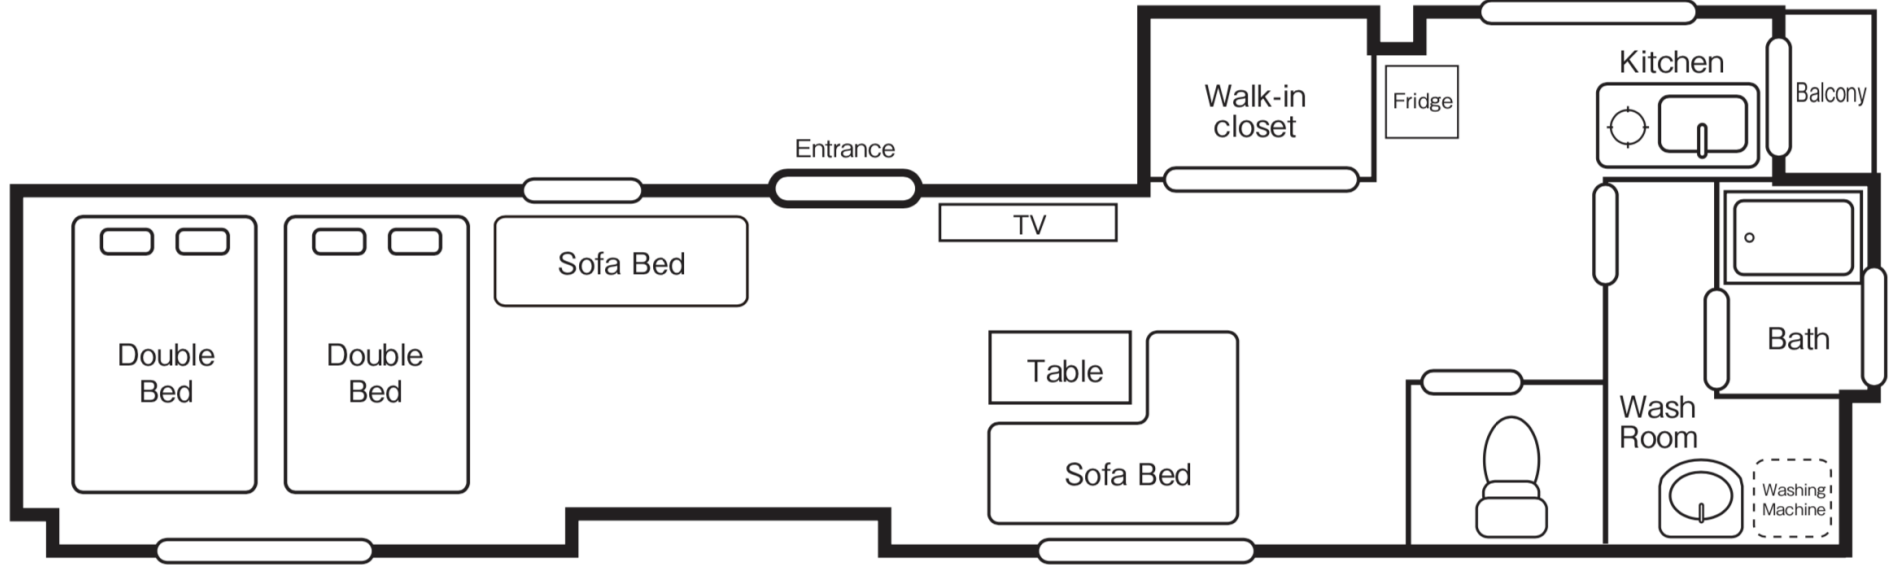 Kitchen
Walk-in
closet
Fridge
Balcony
Entrance
TV
Sofa Bed
Double
Bed
Double
Bed
Table
Bath
Wash
Room
Sofa Bed
Washing
Machine